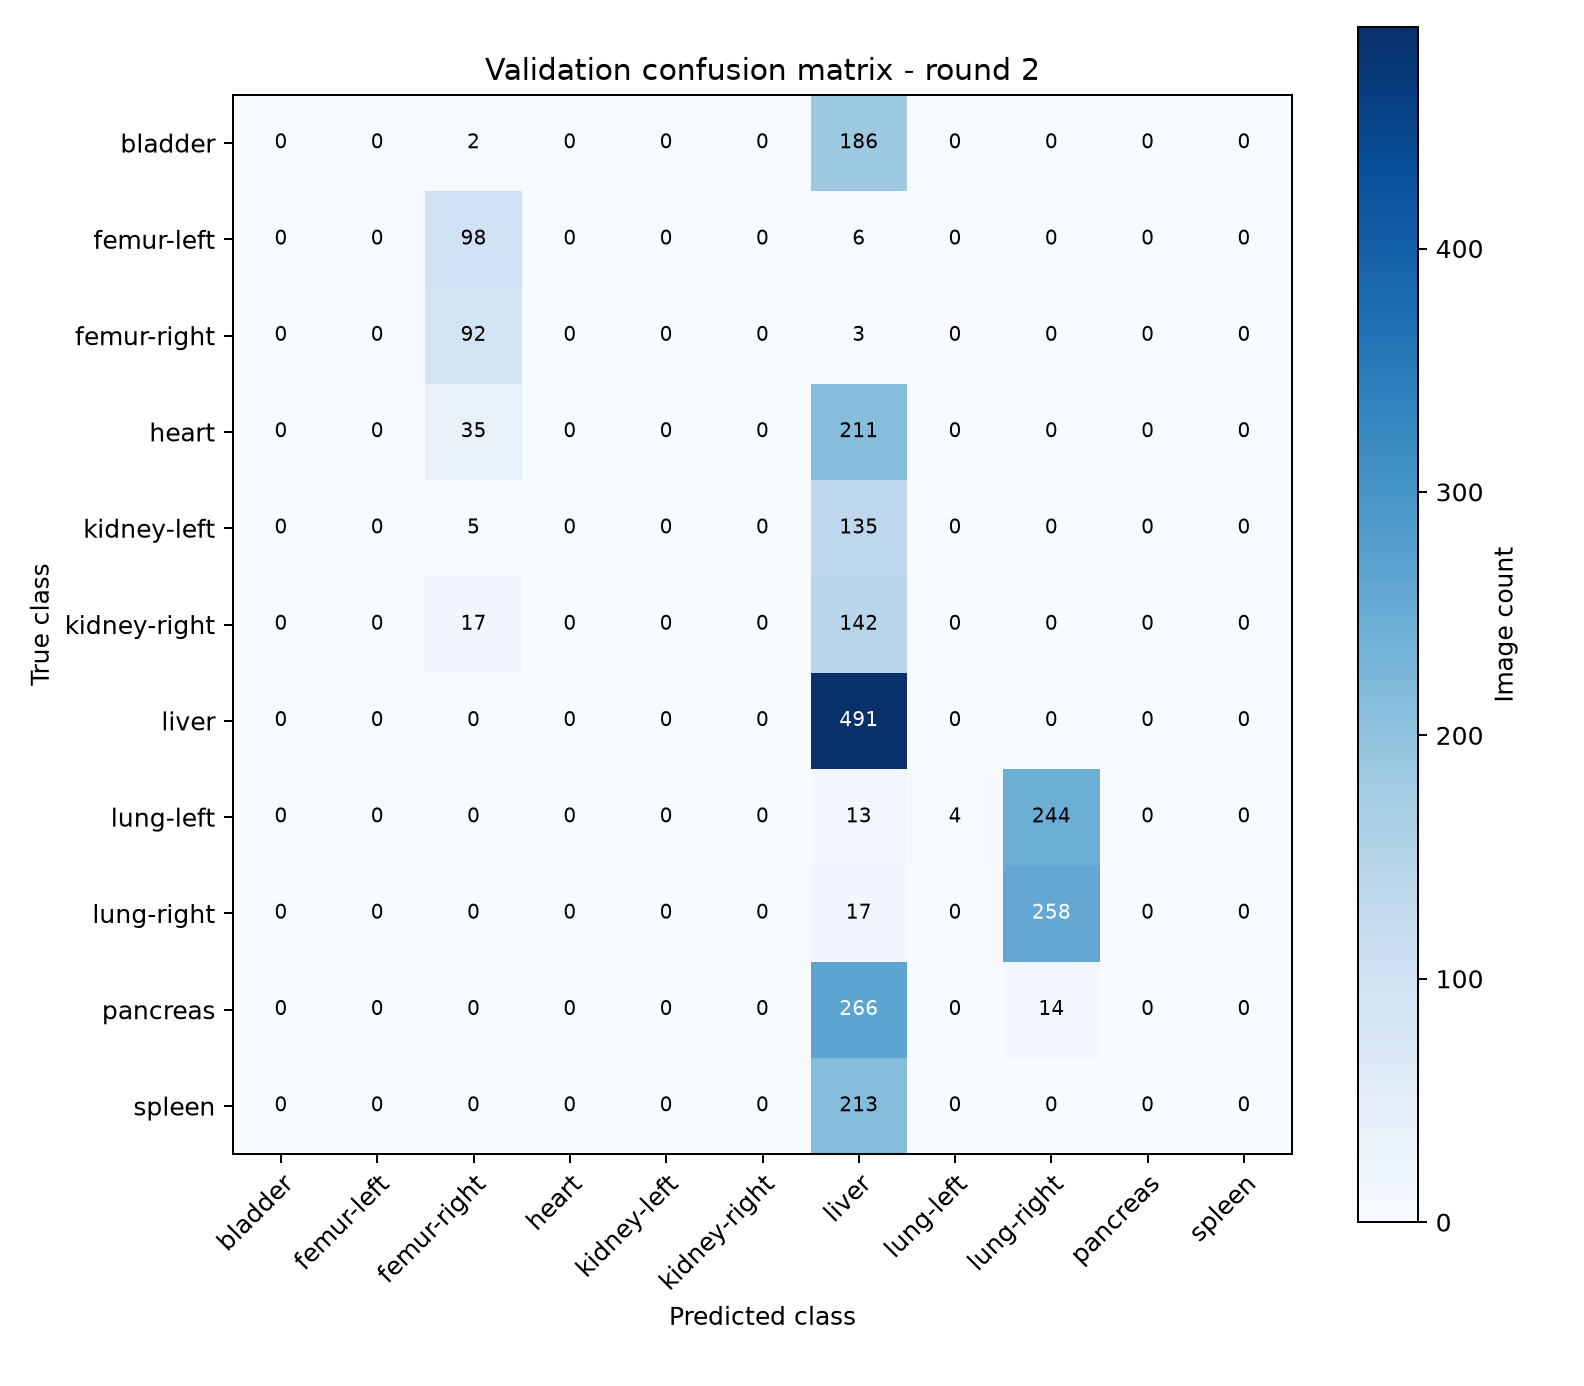 Validation confusion matrix - round 2
bladder 0 0 2 0 0 0 186 0 0 0 0
femur-left 0 0 98 0 0 0 6 0 0 0 0
femur-right 0 0 92 0 0 0 3 0 0 0 0
heart 0 0 35 0 0 0 211 0 0 0 0
kidney-left 0 0 5 0 0 0 135 0 0 0 0
kidney-right 0 0 17 0 0 0 142 0 0 0 0
liver 0 0 0 0 0 0 491 0 0 0 0
lung-left 0 0 0 0 0 0 13 4 244 0 0
lung-right 0 0 0 0 0 0 17 0 258 0 0
pancreas 0 0 0 0 0 0 266 0 14 0 0
spleen 0 0 0 0 0 0 213 0 0 0 0
True class
bladder femur-left femur-right heart kidney-left kidney-right liver lung-left lung-right pancreas spleen
Predicted class
400
300
200
100
0
Image count